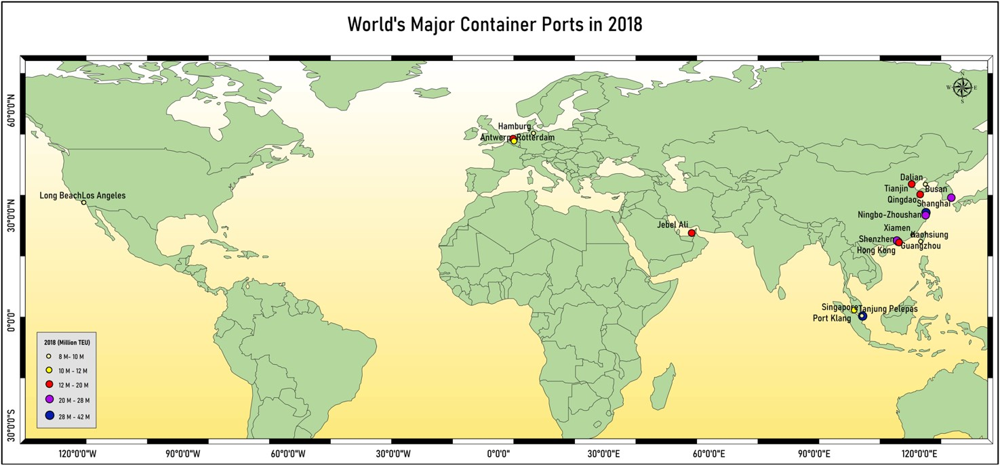 World's Major Container Ports in 2018
N
W E
S
60°0'0"N
30°0'0"N
0°0'0"
30°0'0"S
Hamburg
Antwerp Rotterdam
Long Beach Los Angeles
Dalian
Tianjin
Busan
Qingdao
Shanghai
Ningbo-Zhoushan
Jebel Ali
Xiamen
Kaohsiung
Shenzhen
Guangzhou
Hong Kong
Singapore Tanjung Pelepas
Port Klang
2018 (Million TEU)
8 M- 10 M
10 M - 12 M
12 M - 20 M
20 M - 28 M
28 M - 42 M
120°0'0"W 90°0'0"W 60°0'0"W 30°0'0"W 0°0'0" 30°0'0"E 60°0'0"E 90°0'0"E 120°0'0"E